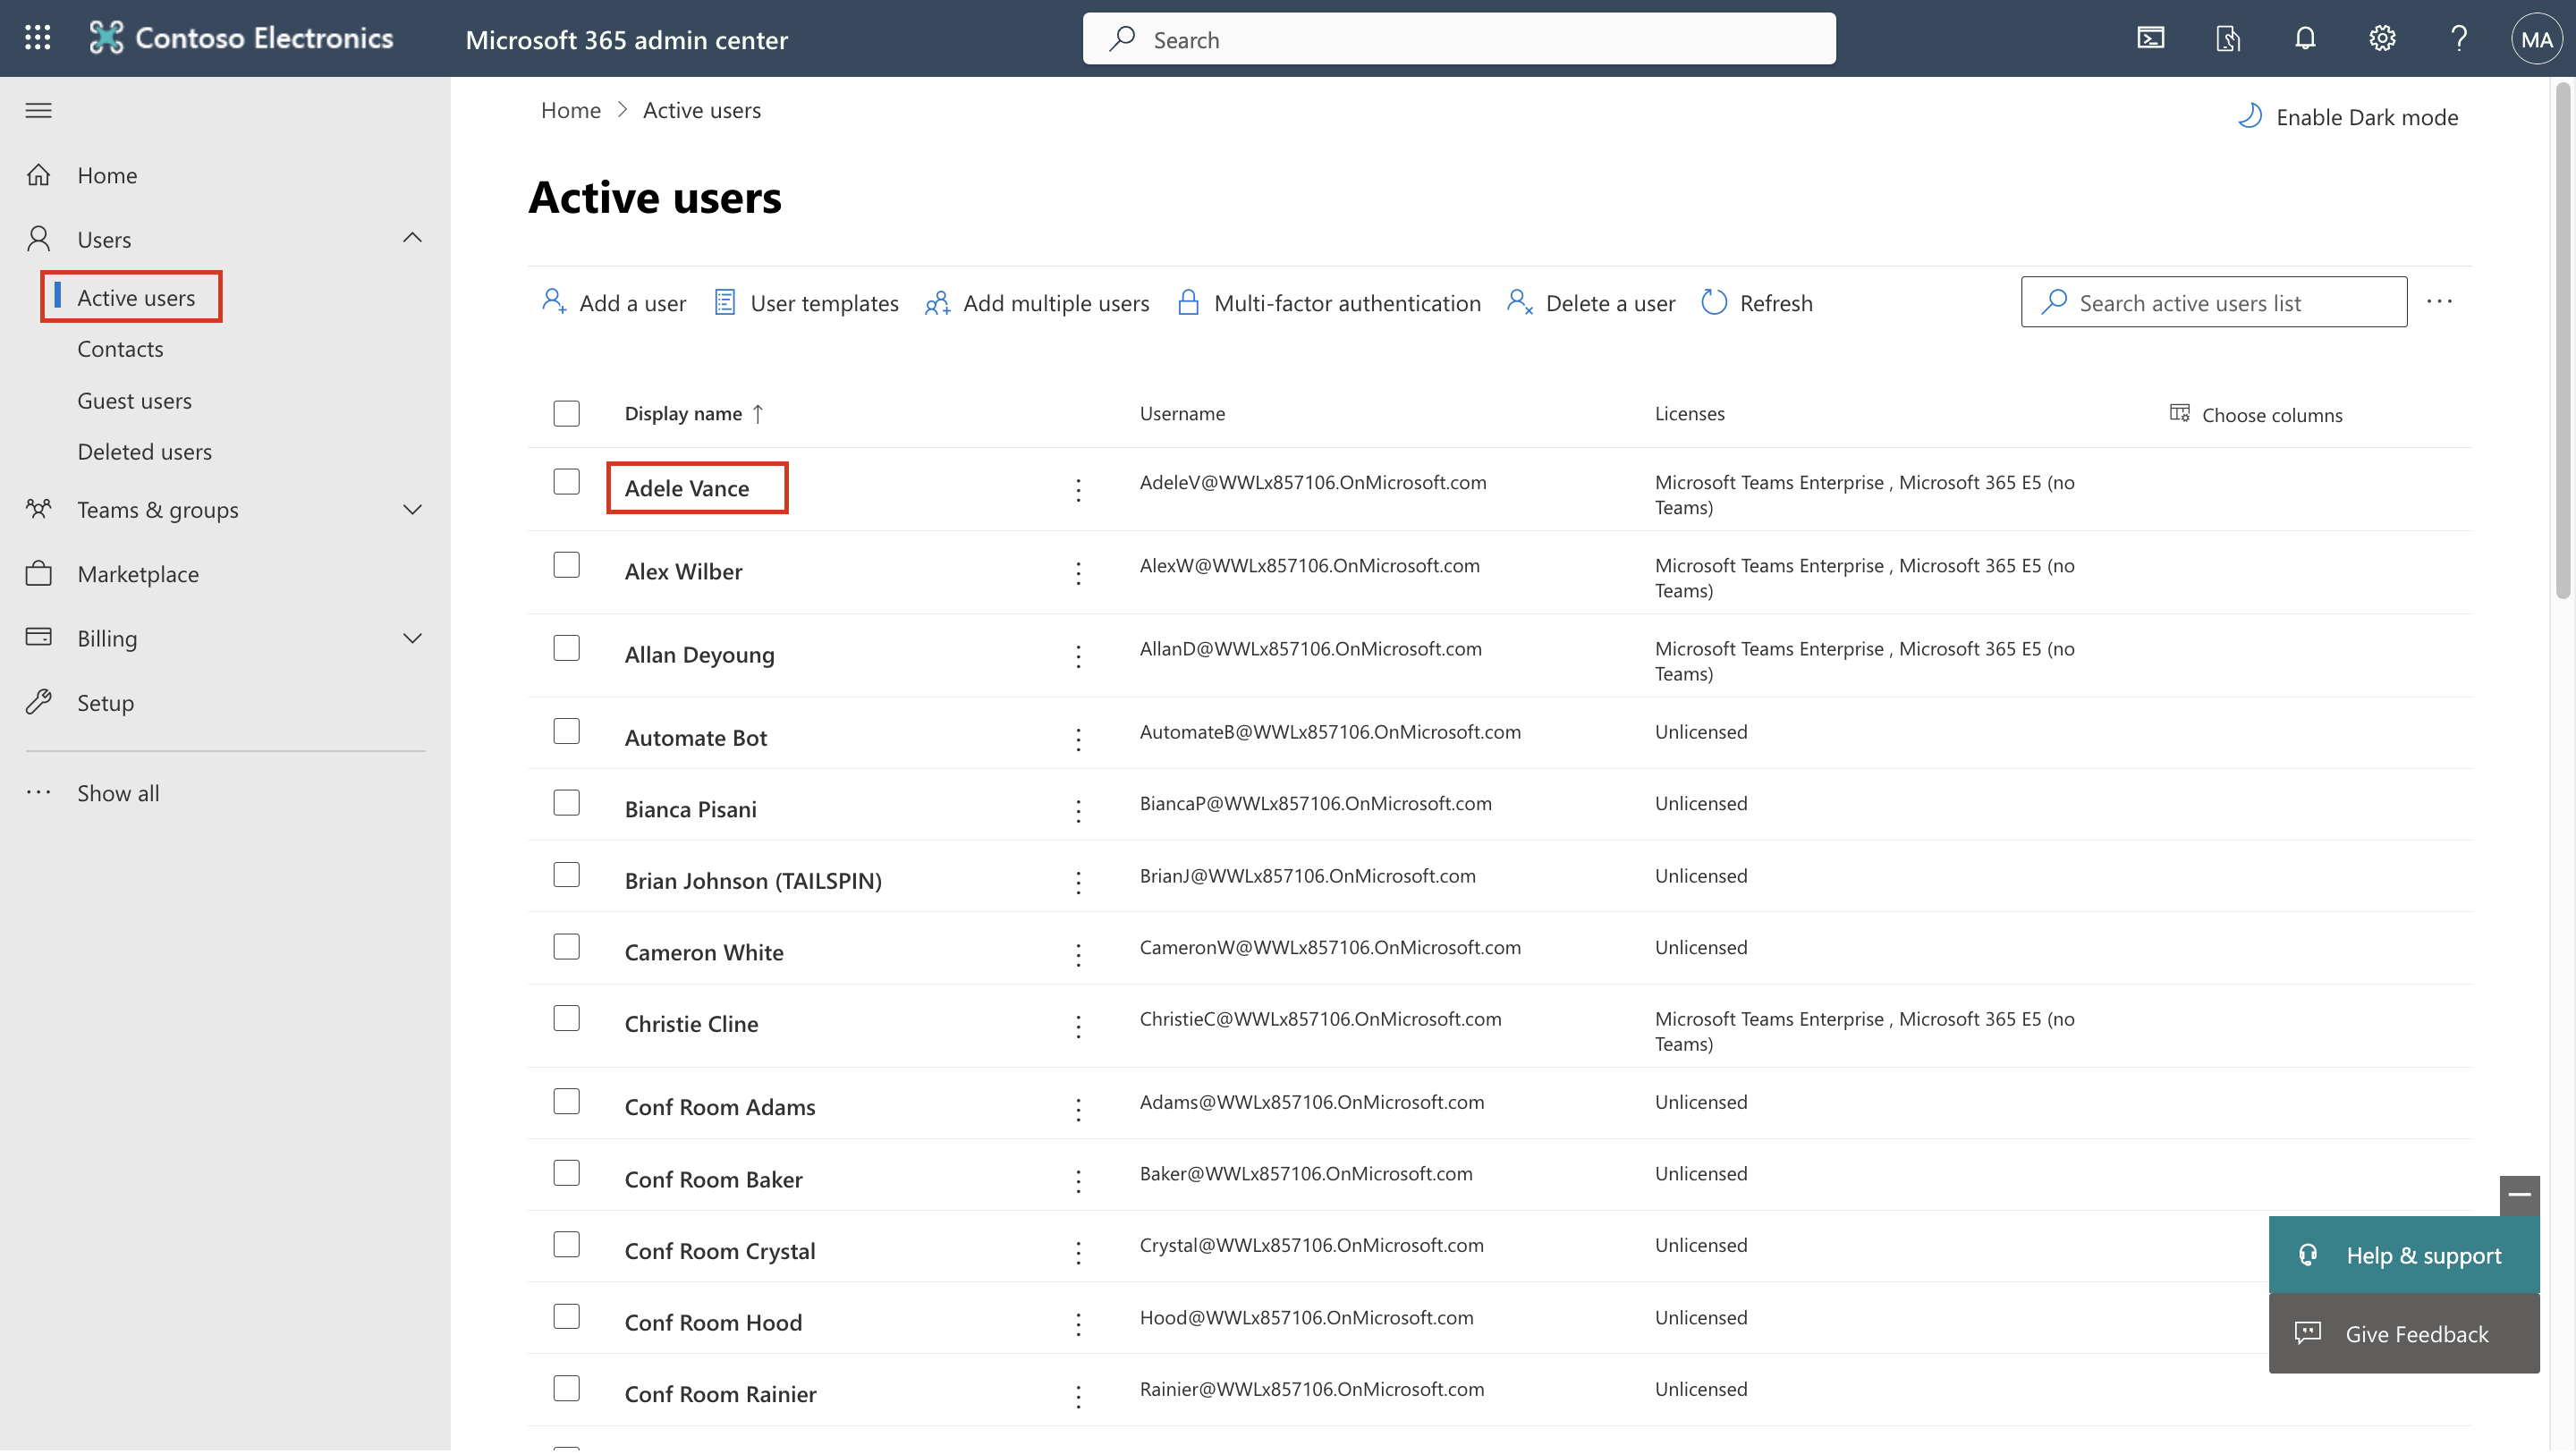 Contoso Electronics
Microsoft 365 admin center
Search
MA
Home
Users
Active users
Contacts
Guest users
Deleted users
Teams & groups
Marketplace
Billing
Setup
Show all
Home > Active users
Enable Dark mode
Active users
Add a user
User templates
Add multiple users
Multi-factor authentication
Delete a user
Refresh
Search active users list
Display name ↑ Username Licenses Choose columns
Adele Vance AdeleV@WWLx857106.OnMicrosoft.com Microsoft Teams Enterprise , Microsoft 365 E5 (no
Teams)
Alex Wilber AlexW@WWLx857106.OnMicrosoft.com Microsoft Teams Enterprise , Microsoft 365 E5 (no
Teams)
Allan Deyoung AllanD@WWLx857106.OnMicrosoft.com Microsoft Teams Enterprise , Microsoft 365 E5 (no
Teams)
Automate Bot AutomateB@WWLx857106.OnMicrosoft.com Unlicensed
Bianca Pisani BiancaP@WWLx857106.OnMicrosoft.com Unlicensed
Brian Johnson (TAILSPIN) BrianJ@WWLx857106.OnMicrosoft.com Unlicensed
Cameron White CameronW@WWLx857106.OnMicrosoft.com Unlicensed
Christie Cline ChristieC@WWLx857106.OnMicrosoft.com Microsoft Teams Enterprise , Microsoft 365 E5 (no
Teams)
Conf Room Adams Adams@WWLx857106.OnMicrosoft.com Unlicensed
Conf Room Baker Baker@WWLx857106.OnMicrosoft.com Unlicensed
Conf Room Crystal Crystal@WWLx857106.OnMicrosoft.com Unlicensed
Conf Room Hood Hood@WWLx857106.OnMicrosoft.com Unlicensed
Conf Room Rainier Rainier@WWLx857106.OnMicrosoft.com Unlicensed
Help & support
Give Feedback